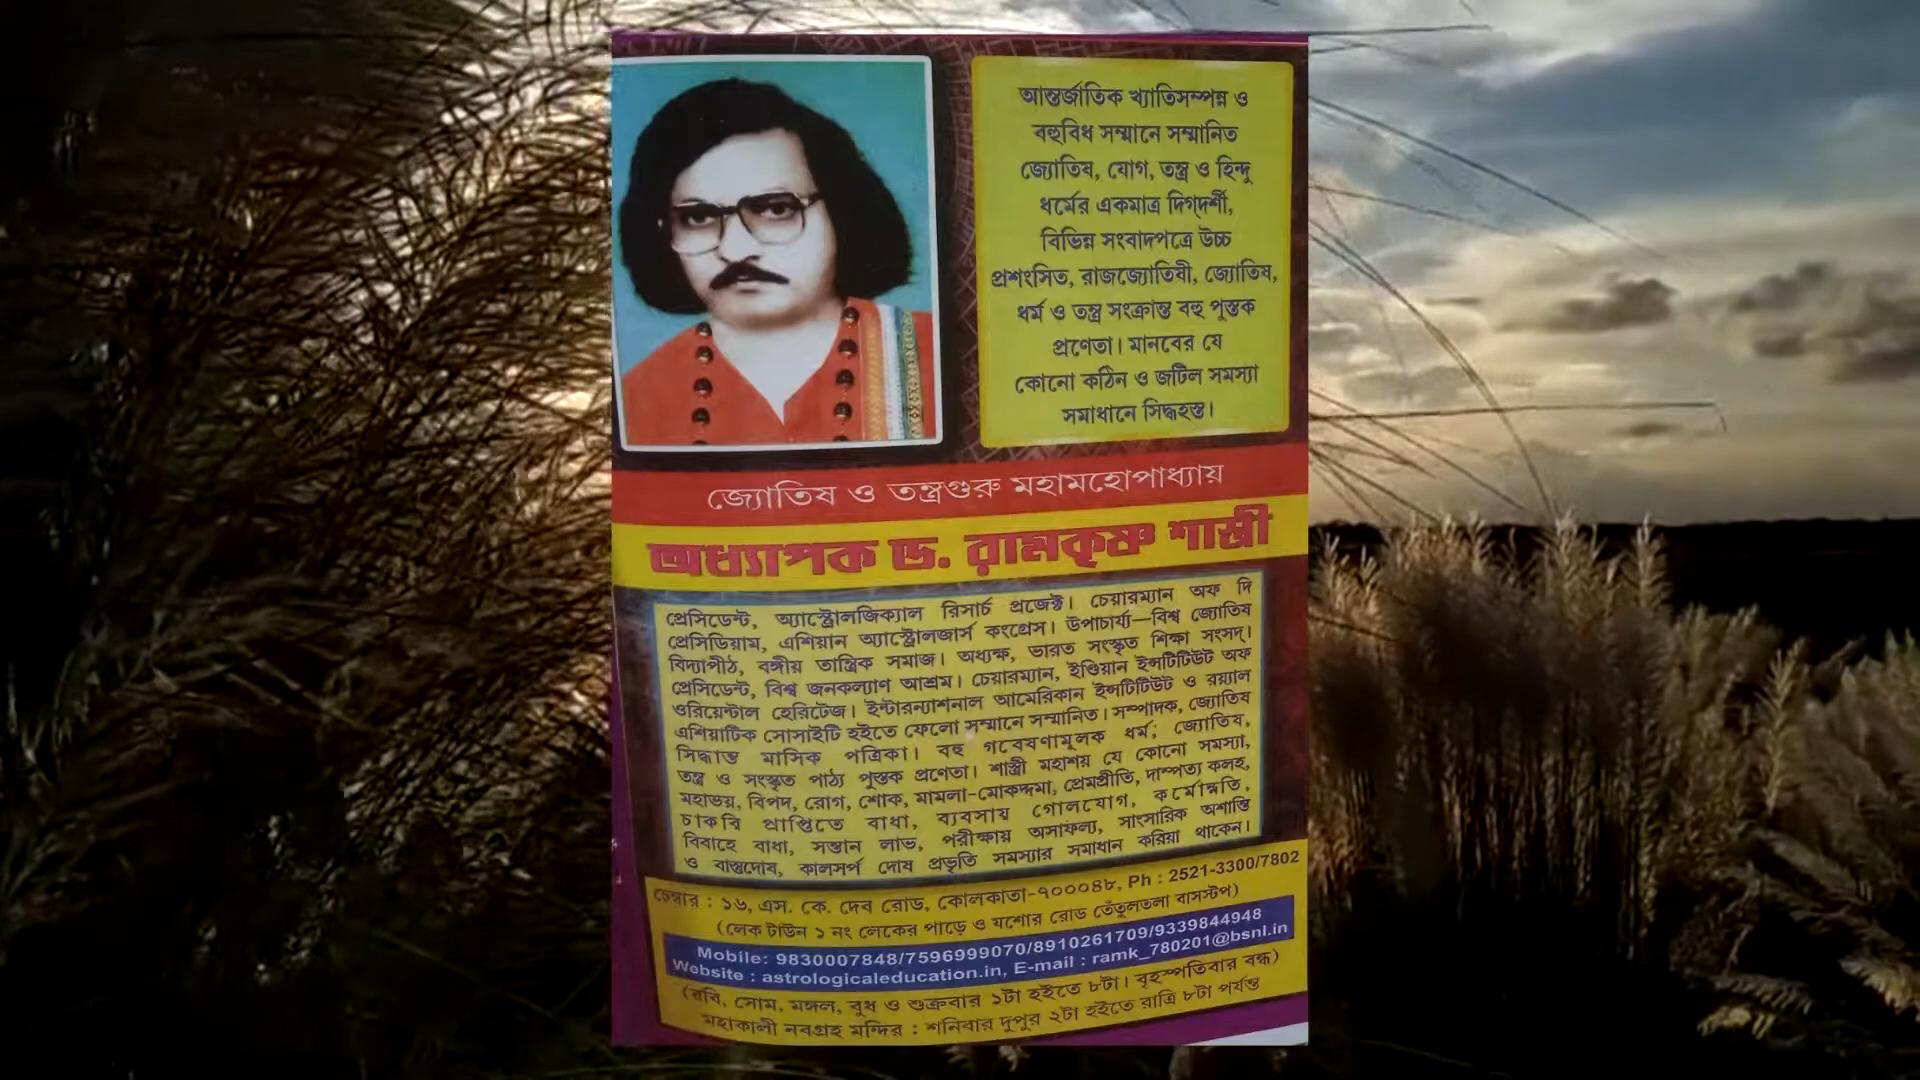 আন্তর্জাতিক খ্যাতিসম্পন্ন ও
বহুবিধ সম্মানে সম্মানিত
জ্যোতিষ, যোগ, তন্ত্র ও হিন্দু
ধর্মের একমাত্র দিগ্‌দর্শী,
বিভিন্ন সংবাদপত্রে উচ্চ
প্রশংসিত, রাজজ্যোতিষী, জ্যোতিষ,
ধর্ম ও তন্ত্র সংক্রান্ত বহু পুস্তক
প্রণেতা। মানবের যে
কোনো কঠিন ও জটিল সমস্যা
সমাধানে সিদ্ধহস্ত।
জ্যোতিষ ও তন্ত্রগুরু মহামহোপাধ্যায়
অধ্যাপক ড. রামকৃষ্ণ শাস্ত্রী
প্রেসিডেন্ট, অ্যাস্ট্রোলজিক্যাল রিসার্চ প্রজেক্ট। চেয়ারম্যান অফ দি
প্রেসিডিয়াম, এশিয়ান অ্যাস্ট্রোলজার্স কংগ্রেস। উপাচার্য্য—বিশ্ব জ্যোতিষ
বিদ্যাপীঠ, বঙ্গীয় তান্ত্রিক সমাজ। অধ্যক্ষ, ভারত সংস্কৃত শিক্ষা সংসদ্।
প্রেসিডেন্ট, বিশ্ব জনকল্যাণ আশ্রম। চেয়ারম্যান, ইণ্ডিয়ান ইন্সটিটিউট অফ
ওরিয়েন্টাল হেরিটেজ। ইন্টারন্যাশনাল আমেরিকান ইন্সটিটিউট ও রয়্যাল
এশিয়াটিক সোসাইটি হইতে ফেলো সম্মানে সম্মানিত। সম্পাদক, জ্যোতিষ
সিদ্ধান্ত মাসিক পত্রিকা। বহু গবেষণামূলক ধর্ম; জ্যোতিষ,
তন্ত্র ও সংস্কৃত পাঠ্য পুস্তক প্রণেতা। শাস্ত্রী মহাশয় যে কোনো সমস্যা,
মহাভয়, বিপদ, রোগ, শোক, মামলা-মোকদ্দমা, প্রেমপ্রীতি, দাম্পত্য কলহ,
চাকরি প্রাপ্তিতে বাধা, ব্যবসায় গোলযোগ, কর্মোন্নতি,
বিবাহে বাধা, সন্তান লাভ, পরীক্ষায় অসাফল্য, সাংসারিক অশান্তি
ও বাস্তুদোষ, কালসর্প দোষ প্রভৃতি সমস্যার সমাধান করিয়া থাকেন।
চেম্বার : ১৬, এস. কে. দেব রোড, কোলকাতা-৭০০০৪৮, Ph : 2521-3300/7802
(লেক টাউন ১ নং লেকের পাড়ে ও যশোর রোড তেঁতুলতলা বাসস্টপ)
Mobile: 9830007848/7596999070/8910261709/9339844948
Website : astrologicaleducation.in, E-mail : ramk_780201@bsnl.in
(রবি, সোম, মঙ্গল, বুধ ও শুক্রবার ১টা হইতে ৮টা। বৃহস্পতিবার বন্ধ)
মহাকালী নবগ্রহ মন্দির : শনিবার দুপুর ২টা হইতে রাত্রি ৮টা পর্যন্ত